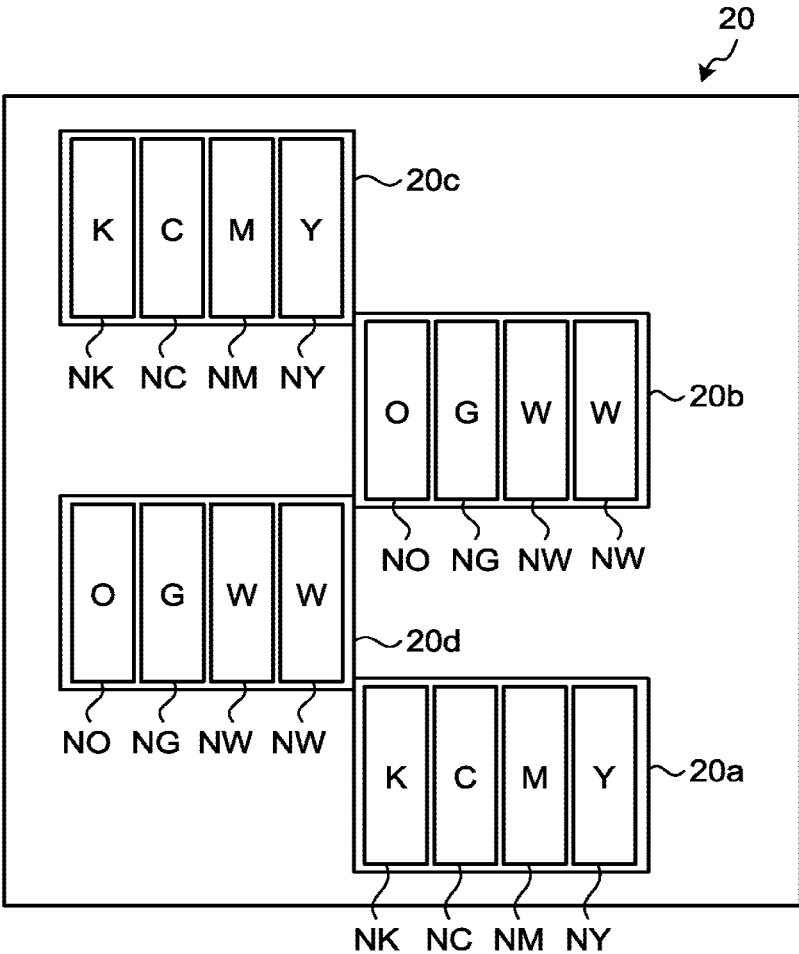 20
20c
K C M Y
NK NC NM NY
20b
O G W W
NO NG NW NW
O G W W
20d
NO NG NW NW
K C M Y
20a
NK NC NM NY